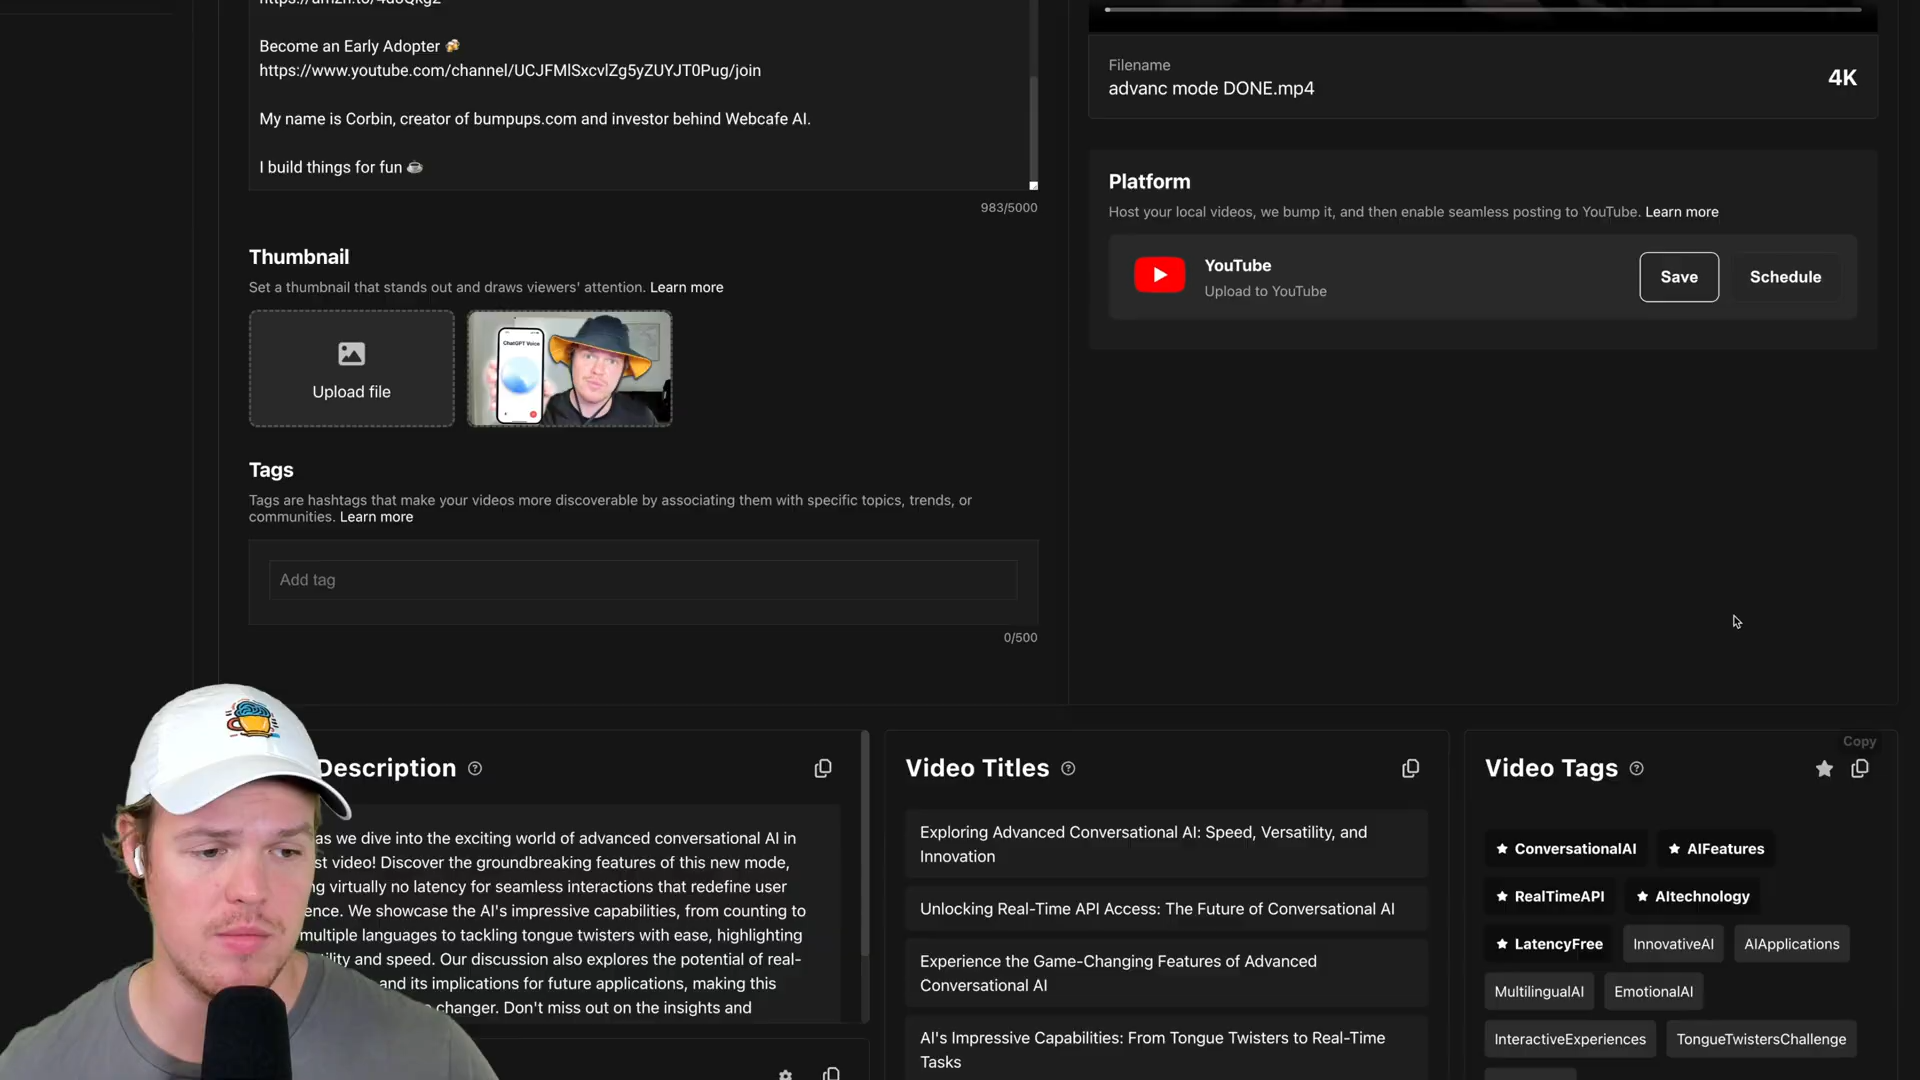 Become an Early Adopter 🍻
https://www.youtube.com/channel/UCJFMlSxcvlZg5yZUYJT0Pug/join
My name is Corbin, creator of bumpups.com and investor behind Webcafe AI.
I build things for fun ☕
983/5000
Thumbnail
Set a thumbnail that stands out and draws viewers' attention. Learn more
Upload file
ChatGPT Voice
Tags
Tags are hashtags that make your videos more discoverable by associating them with specific topics, trends, or
communities. Learn more
Add tag
0/500
Filename
advanc mode DONE.mp4
4K
Platform
Host your local videos, we bump it, and then enable seamless posting to YouTube. Learn more
YouTube
Upload to YouTube
Save
Schedule
Description
as we dive into the exciting world of advanced conversational AI in
st video! Discover the groundbreaking features of this new mode,
ng virtually no latency for seamless interactions that redefine user
ence. We showcase the AI's impressive capabilities, from counting to
multiple languages to tackling tongue twisters with ease, highlighting
ility and speed. Our discussion also explores the potential of real-
and its implications for future applications, making this
changer. Don't miss out on the insights and
Video Titles
Exploring Advanced Conversational AI: Speed, Versatility, and
Innovation
Unlocking Real-Time API Access: The Future of Conversational AI
Experience the Game-Changing Features of Advanced
Conversational AI
AI's Impressive Capabilities: From Tongue Twisters to Real-Time
Tasks
Copy
Video Tags
ConversationalAI
AIFeatures
RealTimeAPI
AItechnology
LatencyFree
InnovativeAI
AIApplications
MultilingualAI
EmotionalAI
InteractiveExperiences
TongueTwistersChallenge